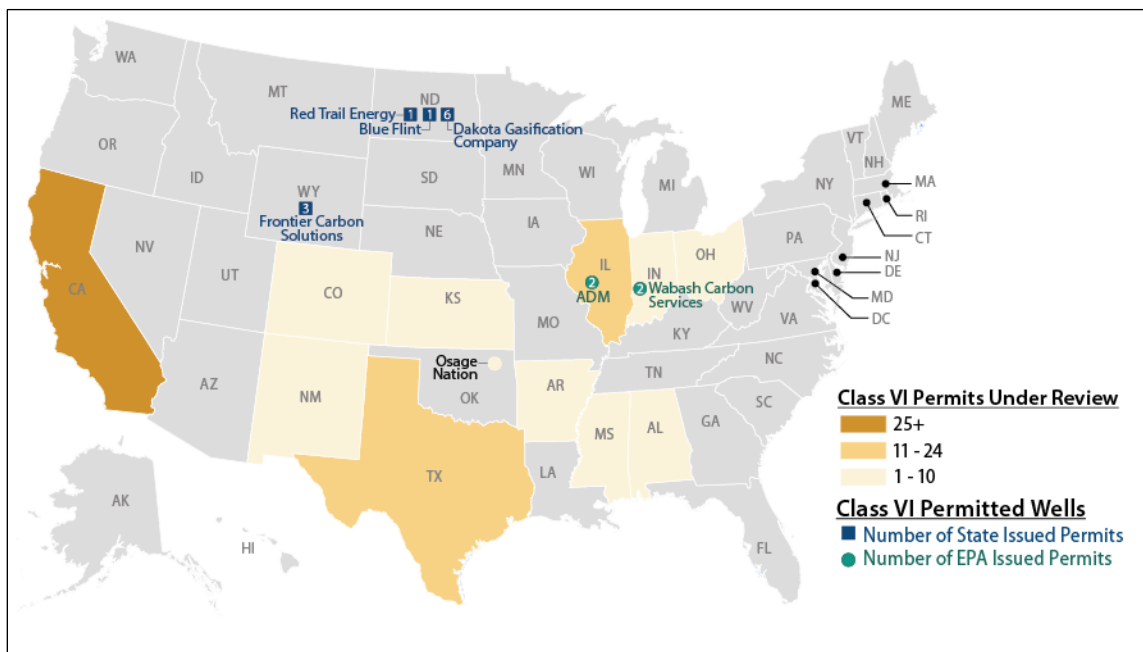 WA
MT
ND
ME
Red Trail Energy
1
1
6
Blue Flint
Dakota Gasification
Company
OR
ID
WY
3
Frontier Carbon
Solutions
SD
MN
WI
MI
VT
NH
NY
MA
RI
CT
NV
UT
NE
IA
PA
NJ
DE
MD
DC
CA
CO
KS
MO
IL
2
ADM
IN
2
Wabash Carbon
Services
OH
WV
VA
KY
AZ
NM
Osage
Nation
OK
AR
TN
NC
SC
TX
LA
MS
AL
GA
FL
AK
HI
Class VI Permits Under Review
25+
11 - 24
1 - 10
Class VI Permitted Wells
Number of State Issued Permits
Number of EPA Issued Permits